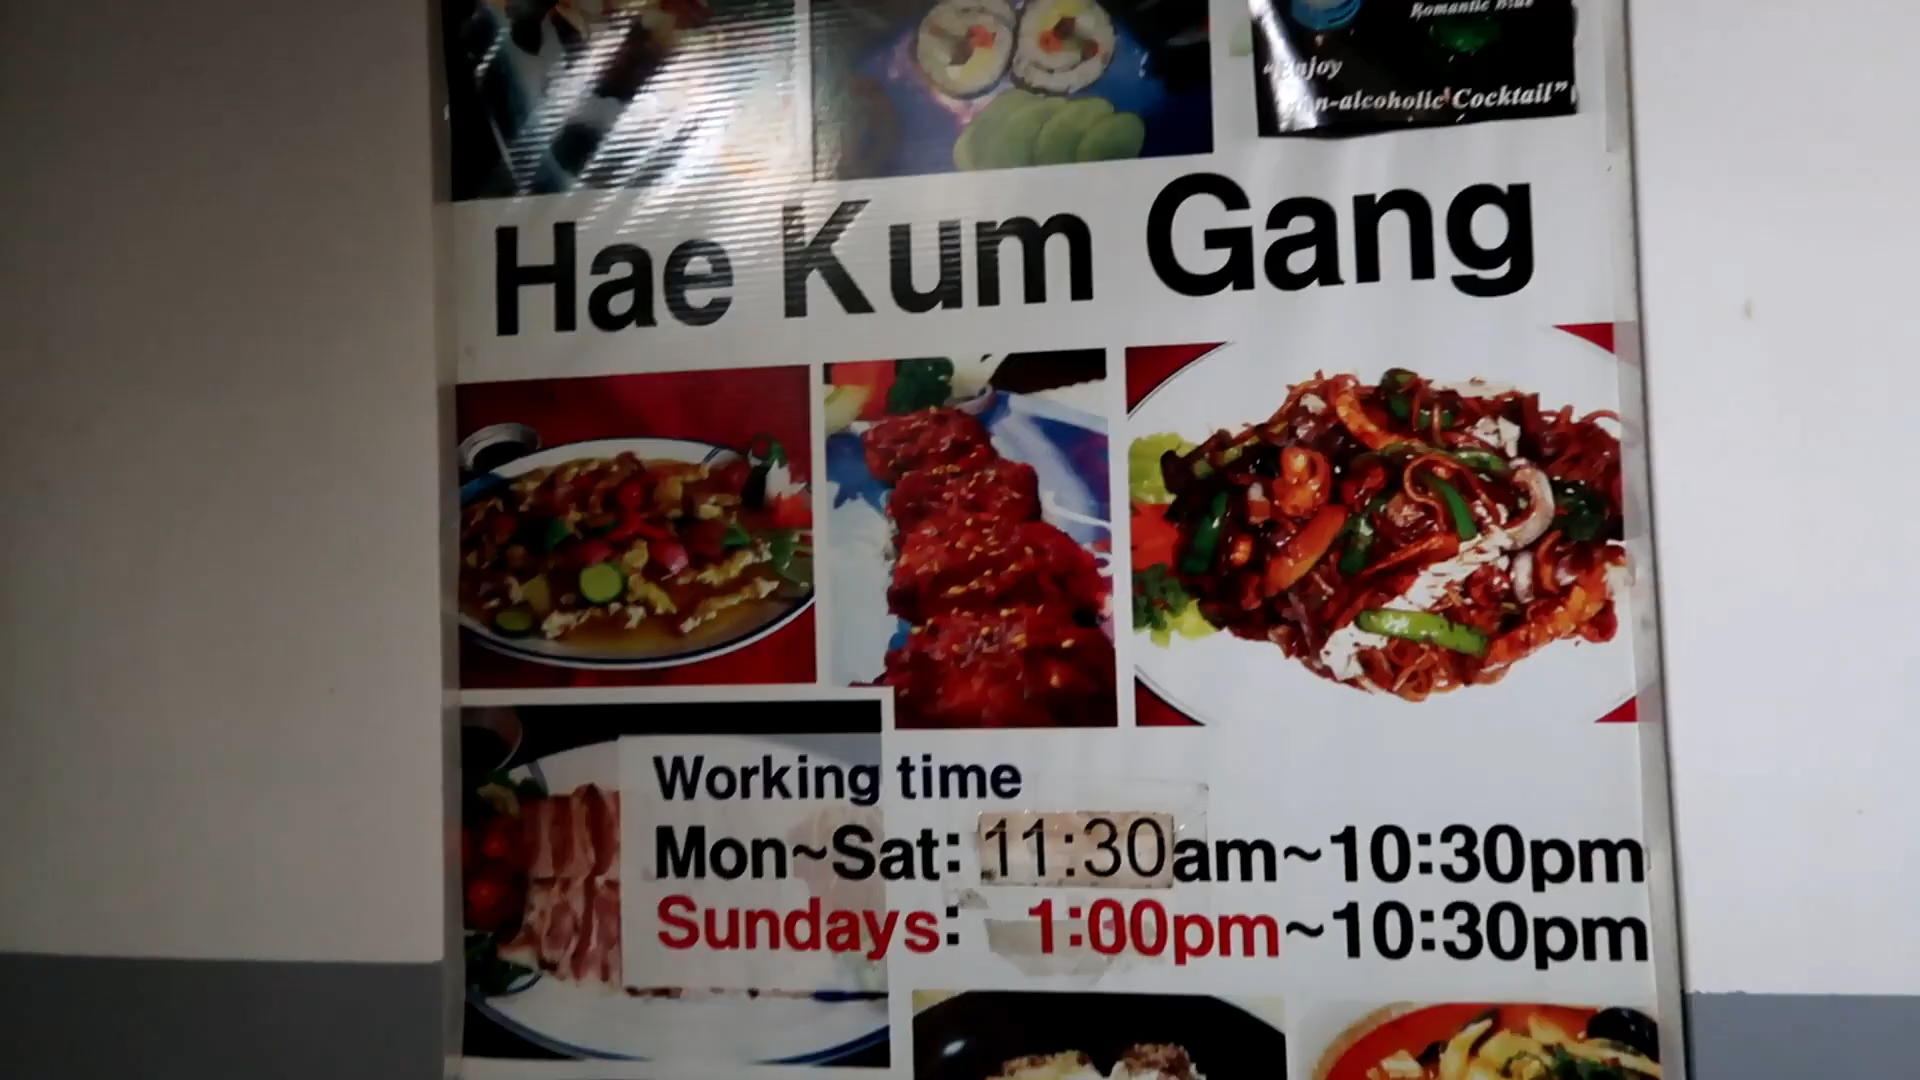 Romantic Blue
"Enjoy
non-alcoholic Cocktail"
Hae Kum Gang
Working time
Mon~Sat: 11:30am~10:30pm
Sundays: 1:00pm~10:30pm